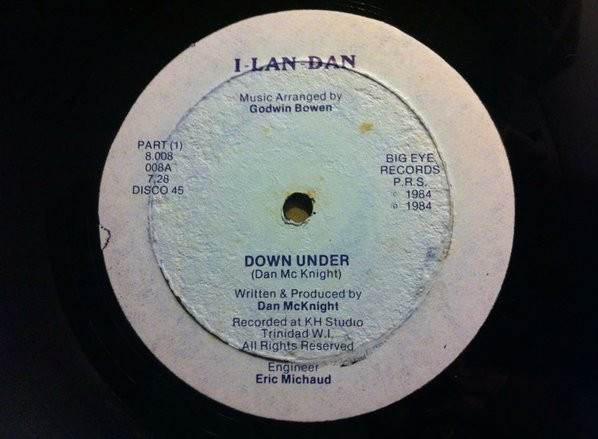 I-LAN DAN
Music Arranged by
Godwin Bowen
PART (1)
8.008
008A
7,28
DISCO 45
BIG EYE
RECORDS
P.R.S.
© 1984
℗ 1984
DOWN UNDER
(Dan Mc Knight)
Written & Produced by
Dan McKnight
Recorded at KH Studio
Trinidad W.I.
All Rights Reserved
Engineer
Eric Michaud